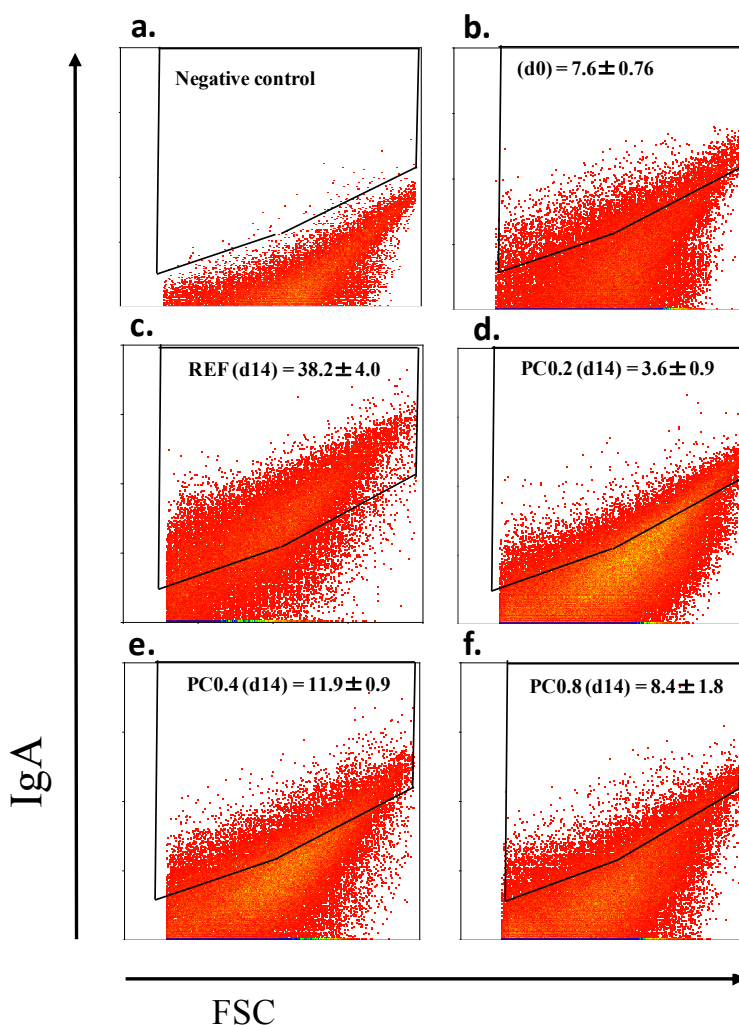 a.
Negative control
b.
(d0) = 7.6±0.76
c.
REF (d14) = 38.2±4.0
d.
PC0.2 (d14) = 3.6±0.9
e.
PC0.4 (d14) = 11.9±0.9
f.
PC0.8 (d14) = 8.4±1.8
IgA
FSC